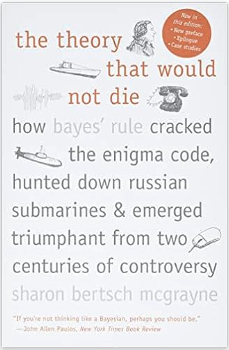 Now in
this edition:
• New preface
• Epilogue
• Case studies
the theory
that would
not die
how bayes' rule cracked
the enigma code,
hunted down russian
submarines & emerged
triumphant from two
centuries of controversy
sharon bertsch mcgrayne
"If you're not thinking like a Bayesian, perhaps you should be."
—John Allen Paulos, New York Times Book Review